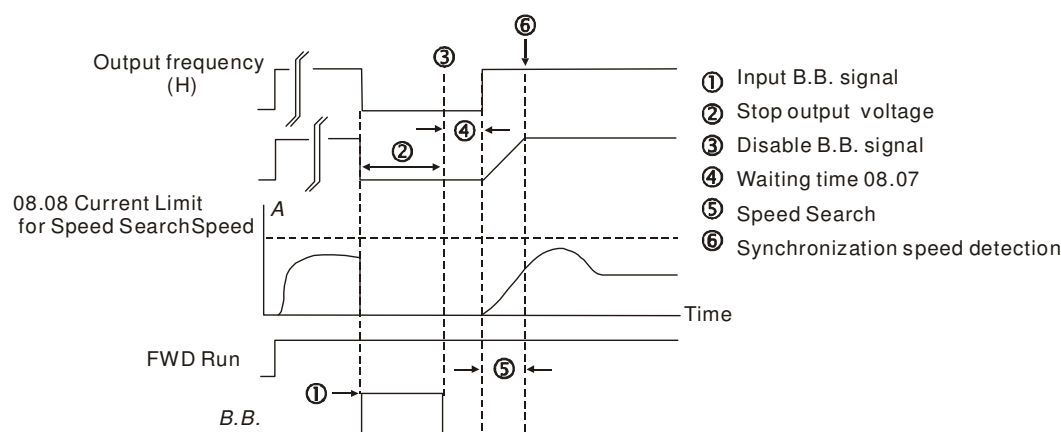 Output frequency
(H)
08.08 Current Limit
for Speed SearchSpeed
A
FWD Run
B.B.
Time
⑥
③
④
②
⑤
①
① Input B.B. signal
② Stop output voltage
③ Disable B.B. signal
④ Waiting time 08.07
⑤ Speed Search
⑥ Synchronization speed detection